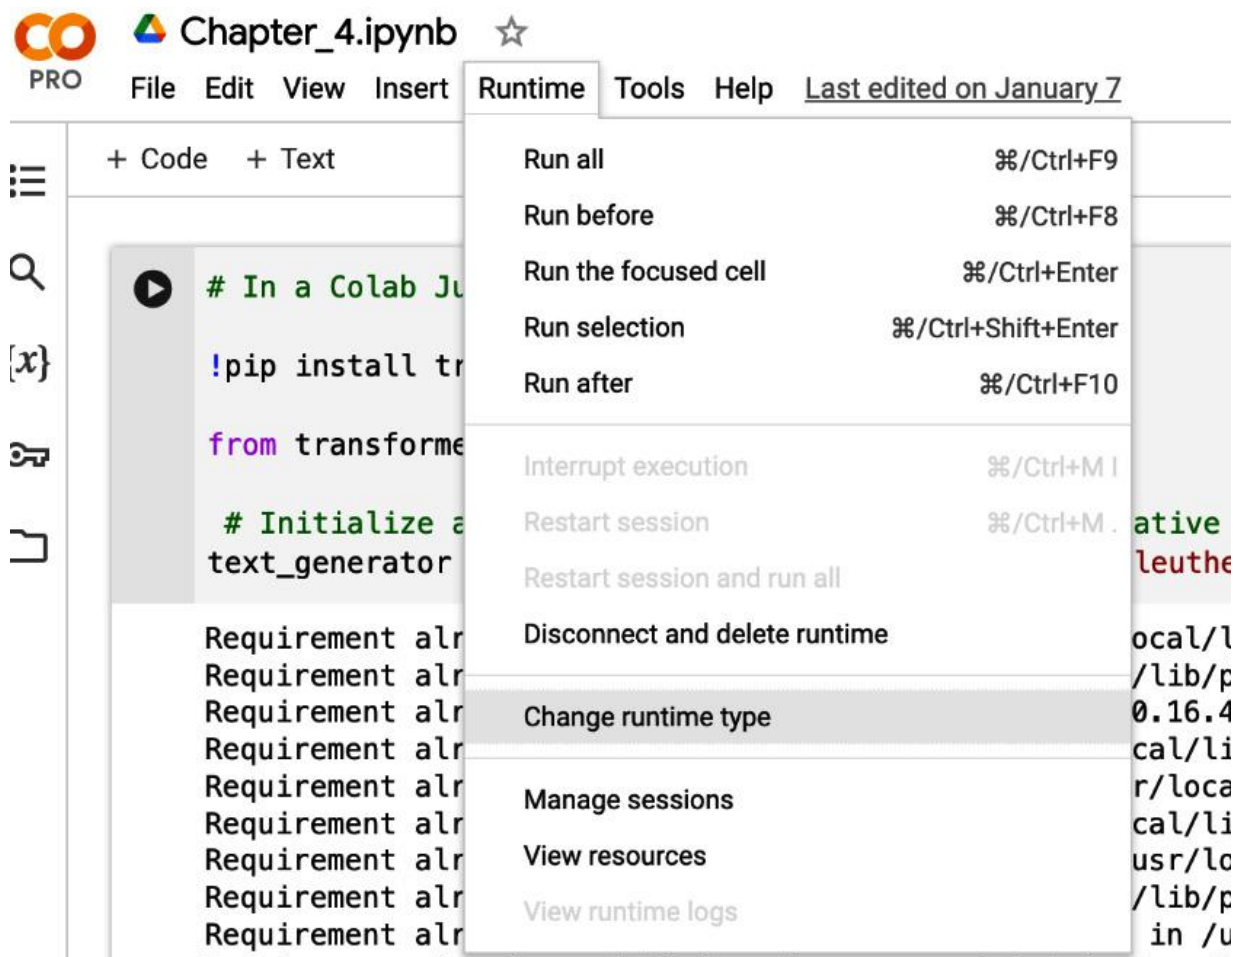 Chapter_4.ipynb
PRO
File Edit View Insert Runtime Tools Help Last edited on January 7
+ Code + Text
Run all ⌘/Ctrl+F9
Run before ⌘/Ctrl+F8
Run the focused cell ⌘/Ctrl+Enter
Run selection ⌘/Ctrl+Shift+Enter
Run after ⌘/Ctrl+F10
Interrupt execution ⌘/Ctrl+M I
Restart session ⌘/Ctrl+M .
Restart session and run all
Disconnect and delete runtime
Change runtime type
Manage sessions
View resources
View runtime logs
{x}
# In a Colab Ju
!pip install tr
from transforme
# Initialize a ative
text_generator leuthe
Requirement alr ocal/l
Requirement alr /lib/p
Requirement alr 0.16.4
Requirement alr cal/li
Requirement alr r/loca
Requirement alr cal/li
Requirement alr usr/lo
Requirement alr /lib/p
Requirement alr in /u